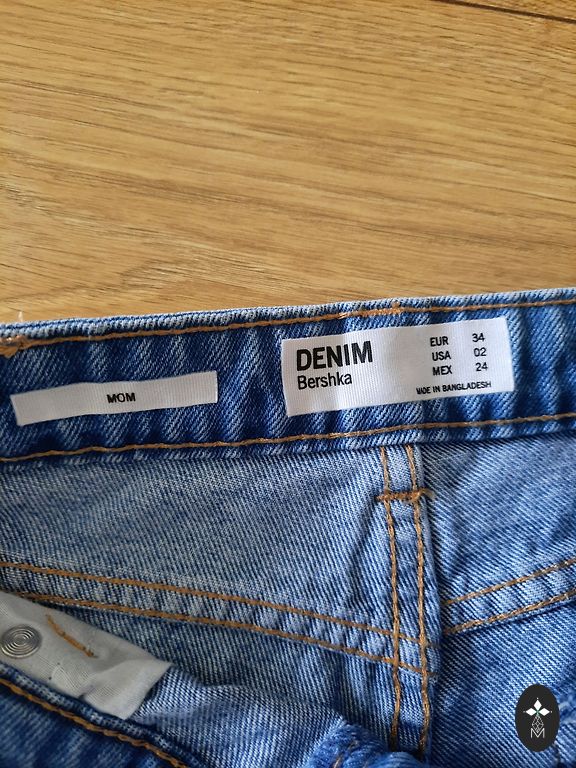 MOM
DENIM
Bershka
EUR 34
USA 02
MEX 24
MADE IN BANGLADESH